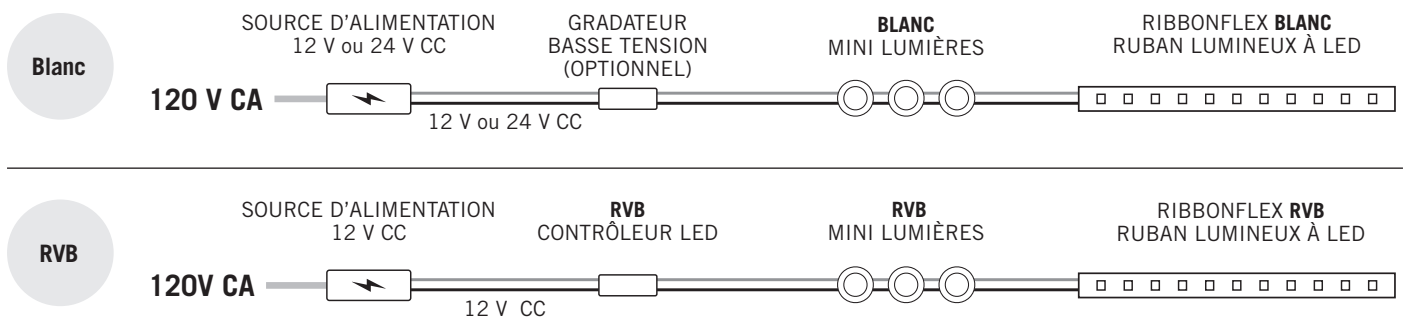 Blanc
SOURCE D'ALIMENTATION
12 V ou 24 V CC
GRADATEUR
BASSE TENSION
(OPTIONNEL)
BLANC
MINI LUMIÈRES
RIBBONFLEX BLANC
RUBAN LUMINEUX À LED
120 V CA
12 V ou 24 V CC
RVB
SOURCE D'ALIMENTATION
12 V CC
RVB
CONTRÔLEUR LED
RVB
MINI LUMIÈRES
RIBBONFLEX RVB
RUBAN LUMINEUX À LED
120V CA
12 V  CC